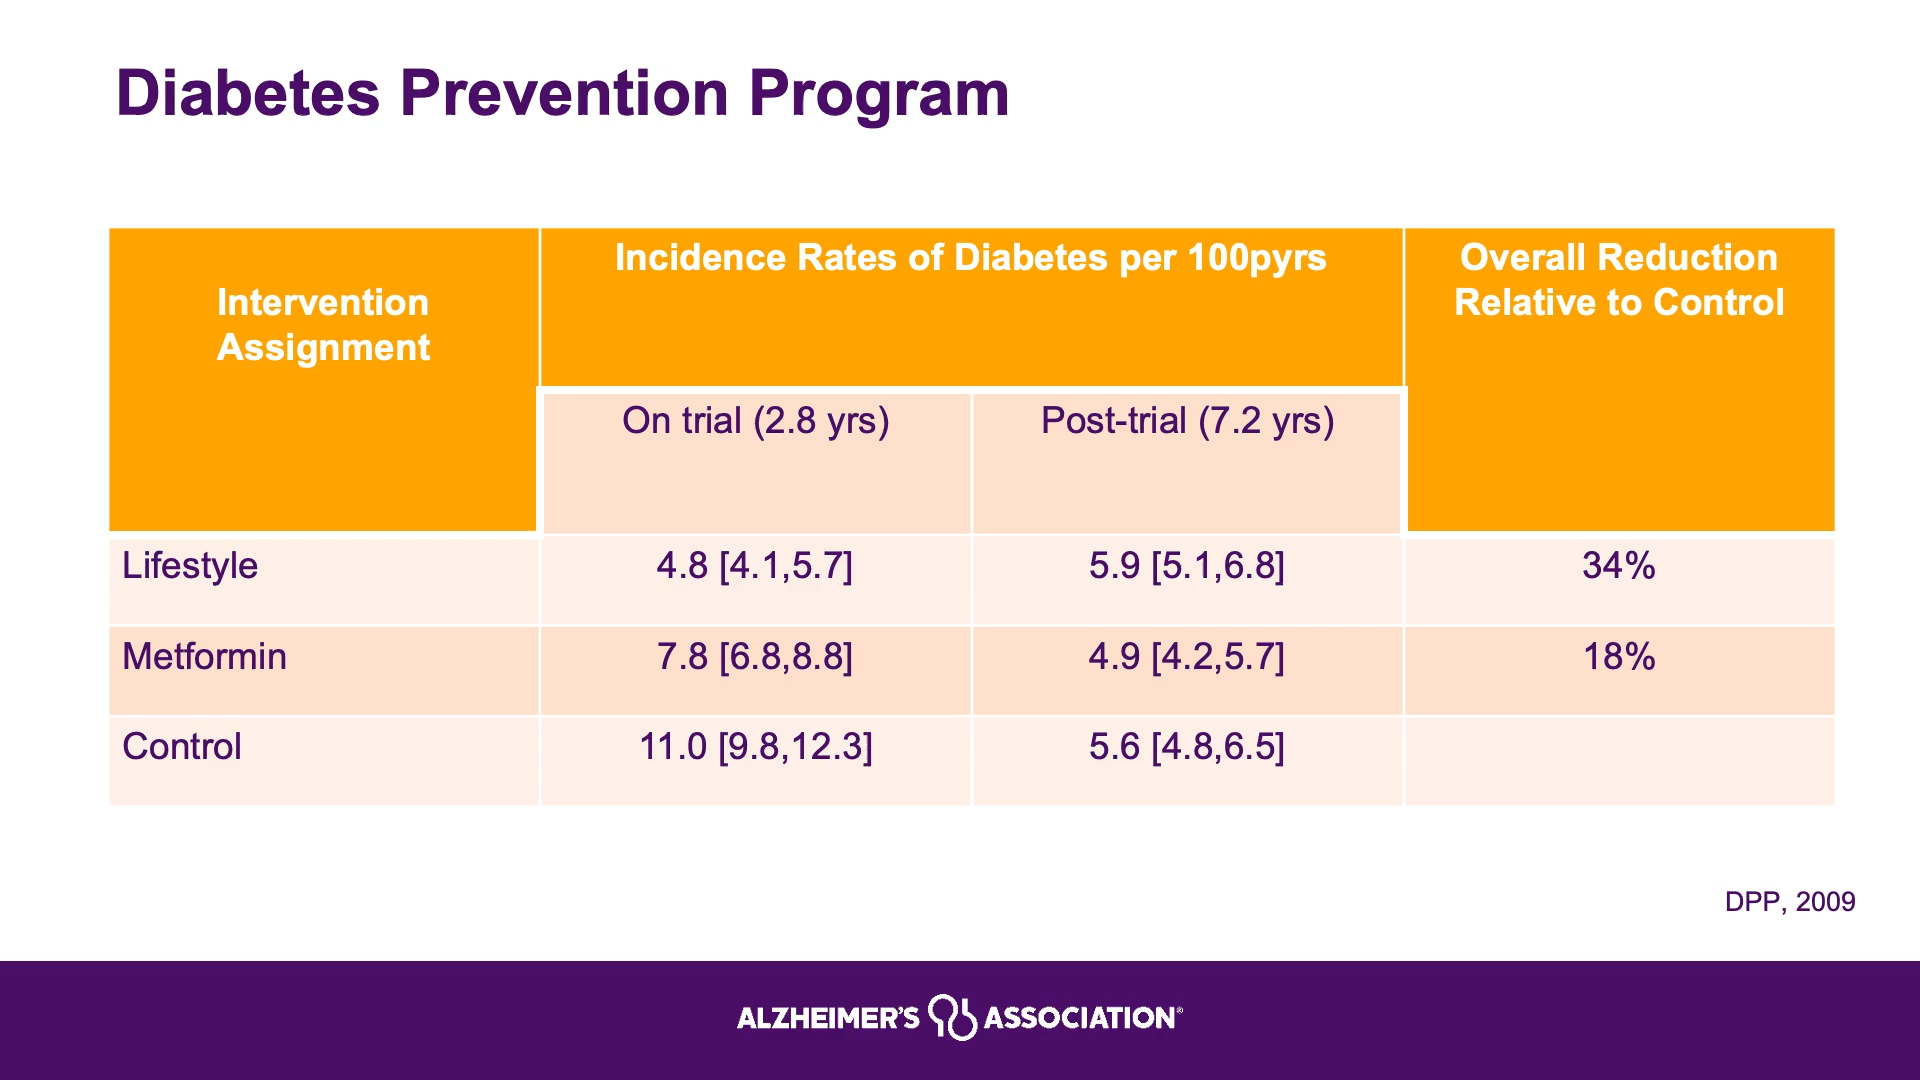 Diabetes Prevention Program
Intervention
Assignment
Incidence Rates of Diabetes per 100pyrs
Overall Reduction
Relative to Control
On trial (2.8 yrs)
Post-trial (7.2 yrs)
Lifestyle
4.8 [4.1,5.7]
5.9 [5.1,6.8]
34%
Metformin
7.8 [6.8,8.8]
4.9 [4.2,5.7]
18%
Control
11.0 [9.8,12.3]
5.6 [4.8,6.5]
DPP, 2009
ALZHEIMER'S ASSOCIATION®